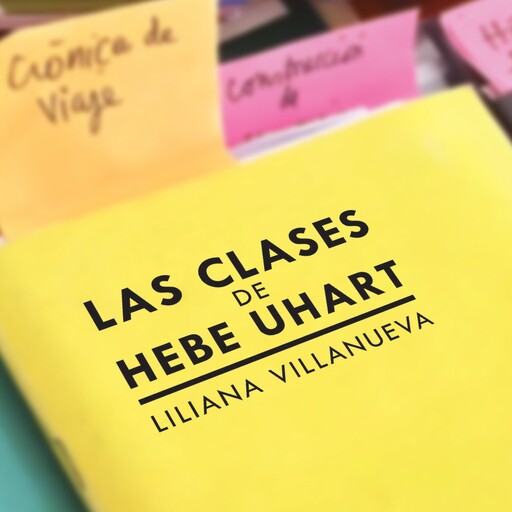 Crónica de
Viaje
Construcción
de
LAS CLASES
DE
HEBE UHART
LILIANA VILLANUEVA